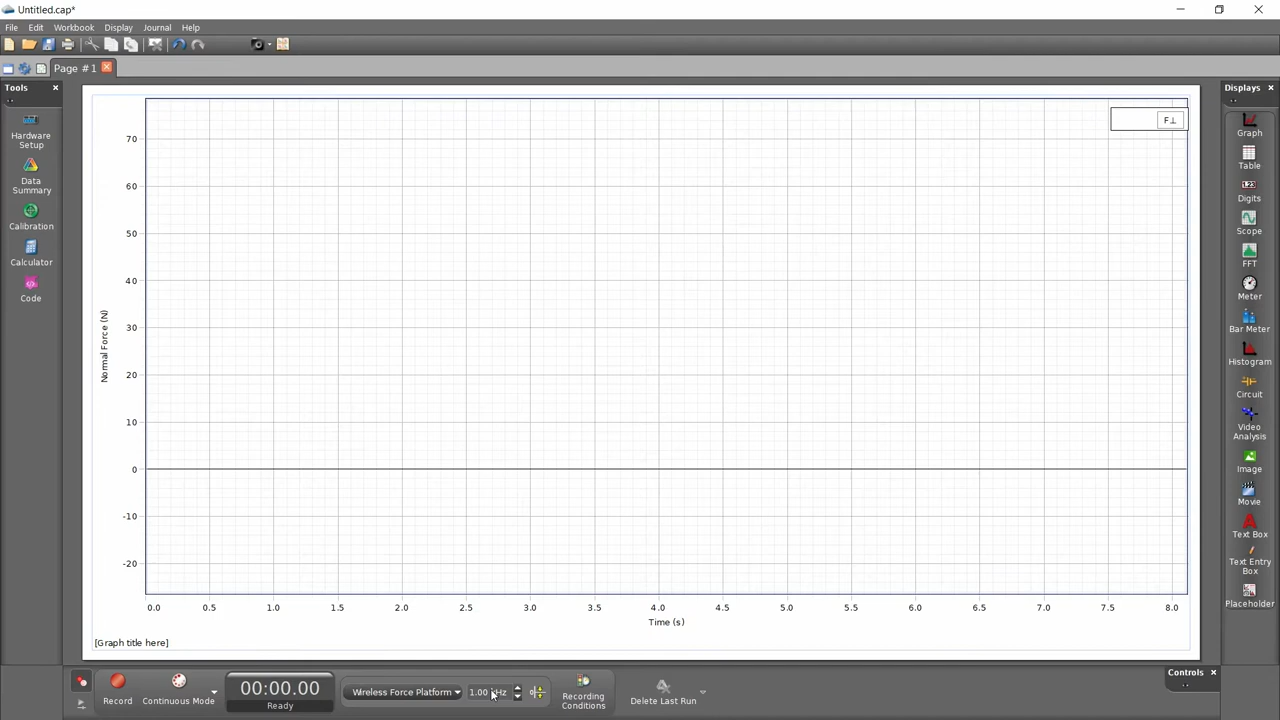 Untitled.cap*
File Edit Workbook Display Journal Help
Page #1
Tools
Displays
Hardware
Setup
Data
Summary
Calibration
Calculator
Code
F⊥
70
60
50
40
30
20
10
0
-10
-20
Normal Force (N)
0.0 0.5 1.0 1.5 2.0 2.5 3.0 3.5 4.0 4.5 5.0 5.5 6.0 6.5 7.0 7.5 8.0
Time (s)
[Graph title here]
Graph
Table
1.23
Digits
Scope
FFT
Meter
Bar Meter
Histogram
Circuit
Video
Analysis
Image
Movie
A
Text Box
Text Entry
Box
Placeholder
Record
Continuous Mode
00:00.00
Ready
Wireless Force Platform
1.00 kHz
Recording
Conditions
Delete Last Run
Controls